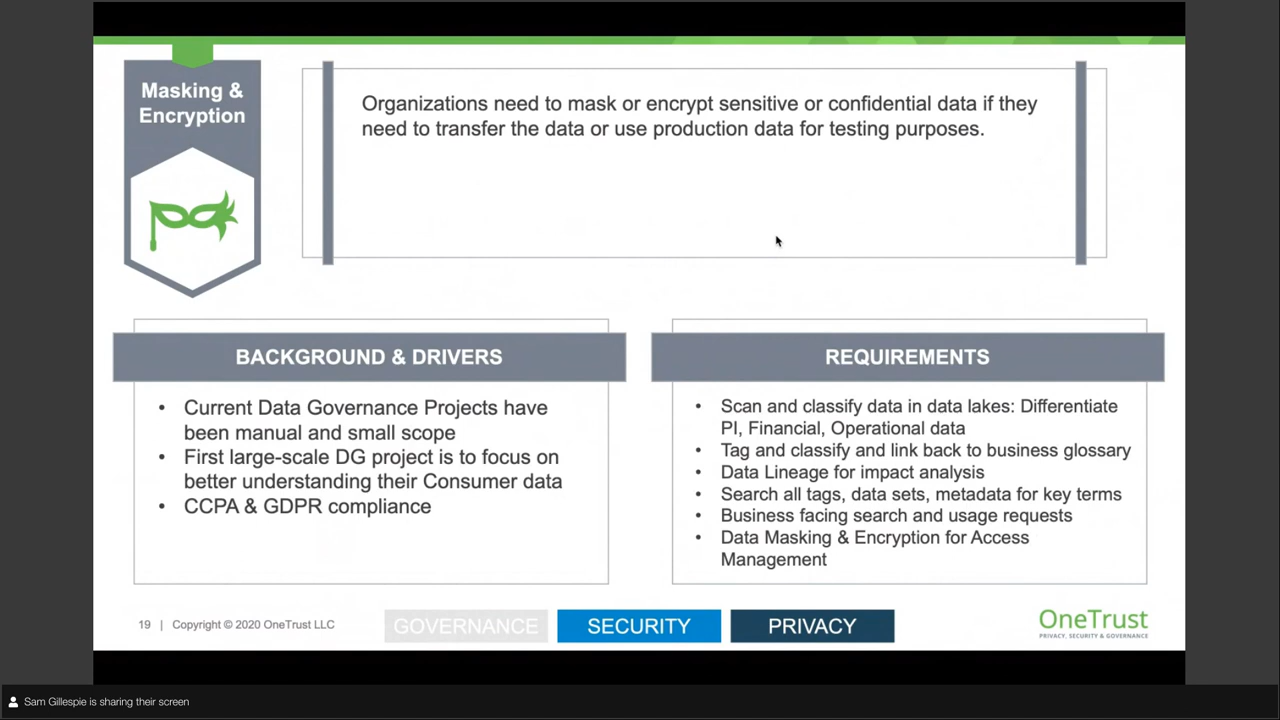 Masking &
Encryption
Organizations need to mask or encrypt sensitive or confidential data if they
need to transfer the data or use production data for testing purposes.
BACKGROUND & DRIVERS
• Current Data Governance Projects have
been manual and small scope
• First large-scale DG project is to focus on
better understanding their Consumer data
• CCPA & GDPR compliance
REQUIREMENTS
• Scan and classify data in data lakes: Differentiate
PI, Financial, Operational data
• Tag and classify and link back to business glossary
• Data Lineage for impact analysis
• Search all tags, data sets, metadata for key terms
• Business facing search and usage requests
• Data Masking & Encryption for Access
Management
19 | Copyright © 2020 OneTrust LLC
GOVERNANCE
SECURITY
PRIVACY
OneTrust
PRIVACY, SECURITY & GOVERNANCE
Sam Gillespie is sharing their screen